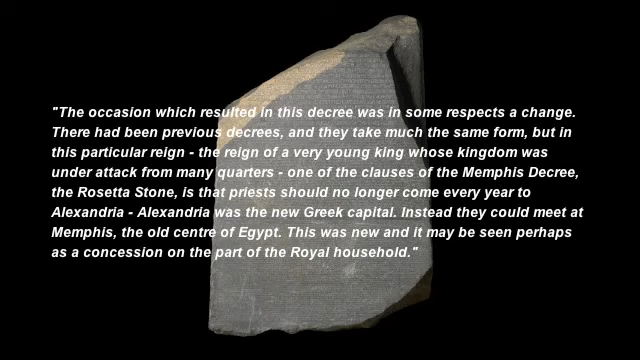 "The occasion which resulted in this decree was in some respects a change.
There had been previous decrees, and they take much the same form, but in
this particular reign - the reign of a very young king whose kingdom was
under attack from many quarters - one of the clauses of the Memphis Decree,
the Rosetta Stone, is that priests should no longer come every year to
Alexandria - Alexandria was the new Greek capital. Instead they could meet at
Memphis, the old centre of Egypt. This was new and it may be seen perhaps
as a concession on the part of the Royal household."